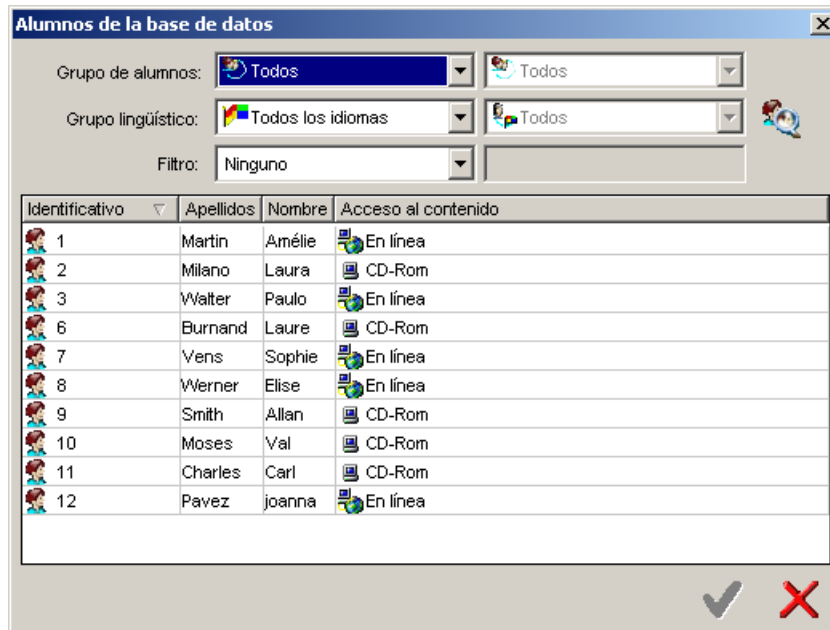 Alumnos de la base de datos
Grupo de alumnos: Todos Todos
Grupo lingüístico: Todos los idiomas Todos
Filtro: Ninguno
Identificativo Apellidos Nombre Acceso al contenido
1 Martin Amélie En línea
2 Milano Laura CD-Rom
3 Walter Paulo En línea
6 Burnand Laure CD-Rom
7 Vens Sophie En línea
8 Werner Elise En línea
9 Smith Allan CD-Rom
10 Moses Val CD-Rom
11 Charles Carl CD-Rom
12 Pavez joanna En línea